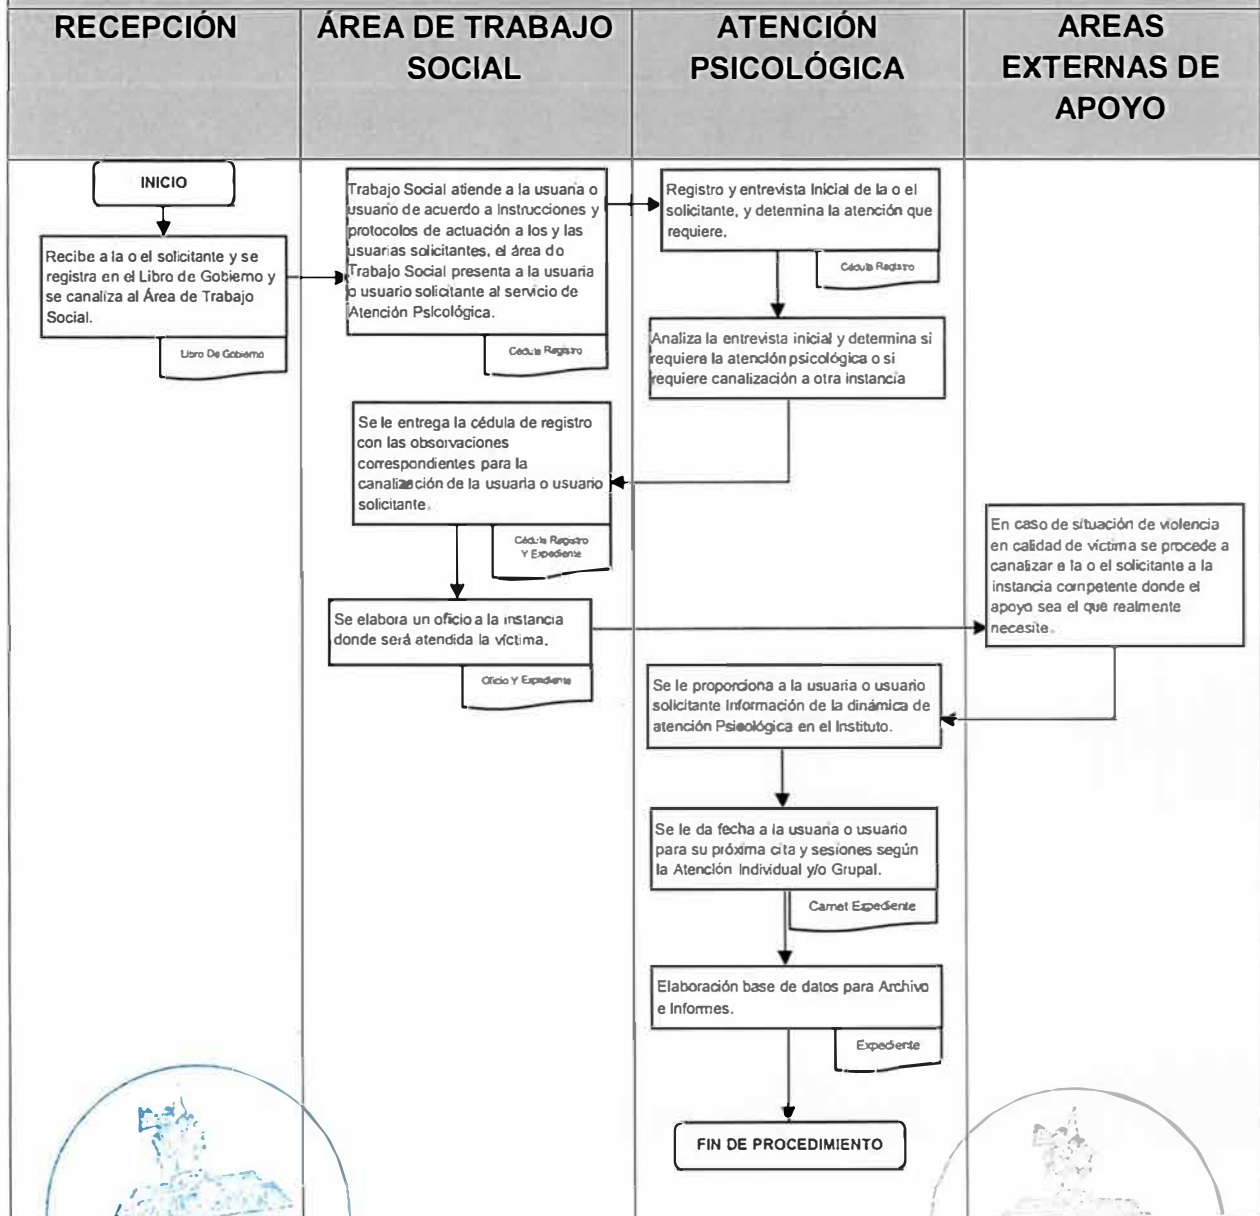 RECEPCIÓN
ÁREA DE TRABAJO
SOCIAL
ATENCIÓN
PSICOLÓGICA
AREAS
EXTERNAS DE
APOYO
INICIO
Recibe a la o el solicitante y se
registra en el Libro de Gobierno y
se canaliza al Área de Trabajo
Social.
Libro De Gobierno
Trabajo Social atiende a la usuaria o
usuario de acuerdo a Instrucciones y
protocolos de actuación a los y las
usuarias solicitantes, el área do
Trabajo Social presenta a la usuaria
o usuario solicitante al servicio de
Atención Psicológica.
Cédula Registro
Registro y entrevista Inicial de la o el
solicitante, y determina la atención que
requiere.
Cédula Registro
Analiza la entrevista inicial y determina si
requiere la atención psicológica o si
requiere canalización a otra instancia
Se le entrega la cédula de registro
con las observaciones
correspondientes para la
canalización de la usuaria o usuario
solicitante.
Cédula Registro
Y Expediente
Se elabora un oficio a la instancia
donde será atendida la víctima.
Oficio Y Expediente
En caso de situación de violencia
en calidad de víctima se procede a
canalizar a la o el solicitante a la
instancia competente donde el
apoyo sea el que realmente
necesite.
Se le proporciona a la usuaria o usuario
solicitante Información de la dinámica de
atención Psicológica en el Instituto.
Se le da fecha a la usuaria o usuario
para su próxima cita y sesiones según
la Atención Individual y/o Grupal.
Carnet Expediente
Elaboración base de datos para Archivo
e Informes.
Expediente
FIN DE PROCEDIMIENTO